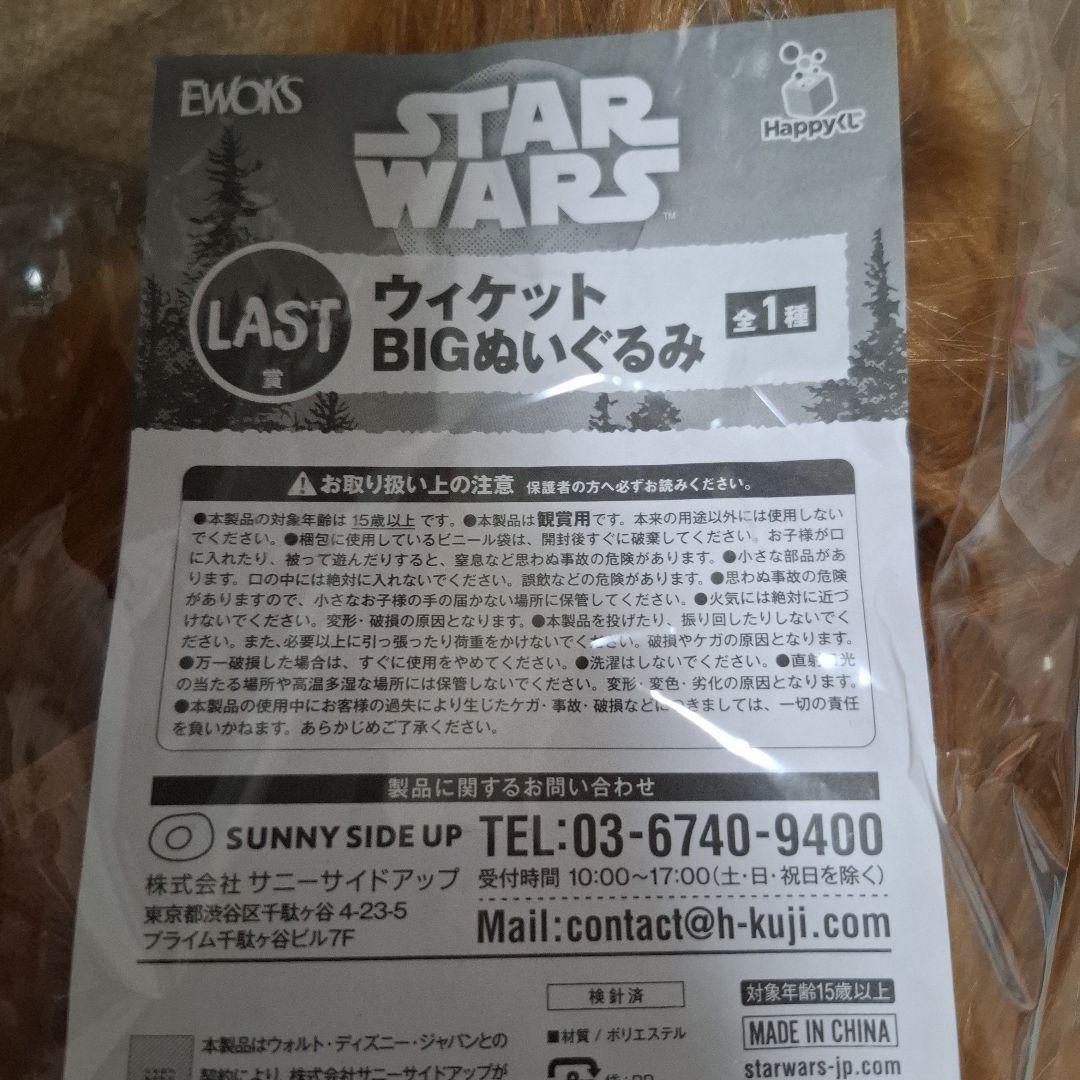 EWOKS
STAR WARS™
Happyくじ
LAST賞
ウィケット
BIGぬいぐるみ
全1種
⚠お取り扱い上の注意 保護者の方へ必ずお読みください。
●本製品の対象年齢は 15歳以上 です。●本製品は観賞用です。本来の用途以外には使用しない
でください。●梱包に使用しているビニール袋は、開封後すぐに破棄してください。お子様が口
に入れたり、被って遊んだりすると、窒息など思わぬ事故の危険があります。●小さな部品があ
ります。口の中には絶対に入れないでください。誤飲などの危険があります。●思わぬ事故の危険
がありますので、小さなお子様の手の届かない場所に保管してください。●火気には絶対に近づ
けないでください。変形・破損の原因となります。●本製品を投げたり、振り回したりしないでく
ださい。また、必要以上に引っ張ったり荷重をかけないでください。破損やケガの原因となります。
●万一破損した場合は、すぐに使用をやめてください。●洗濯はしないでください。●直射日光
の当たる場所や高温多湿な場所には保管しないでください。変形・変色・劣化の原因となります。
●本製品の使用中にお客様の過失により生じたケガ・事故・破損などにつきましては、一切の責任
を負いかねます。あらかじめご了承ください。
製品に関するお問い合わせ
SUNNY SIDE UP
株式会社 サニーサイドアップ
東京都渋谷区千駄ヶ谷 4-23-5
プライム千駄ヶ谷ビル7F
TEL:03-6740-9400
受付時間 10:00〜17:00(土・日・祝日を除く)
Mail:contact@h-kuji.com
検針済
対象年齢15歳以上
■材質 / ポリエステル
MADE IN CHINA
starwars-jp.com
本製品はウォルト・ディズニー・ジャパンとの
契約により、株式会社サニーサイドアップが